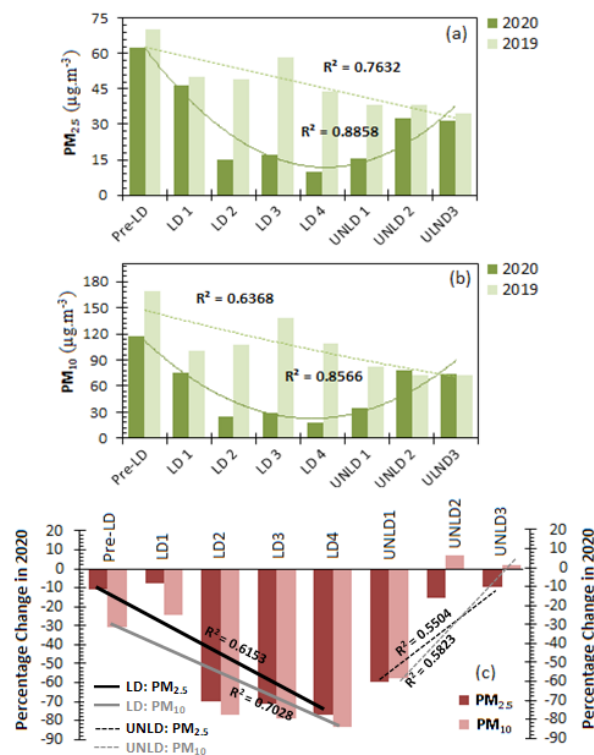 75
60
45
30
15
0
PM2.5 (µg.m-3)
(a)
2020
2019
R² = 0.7632
R² = 0.8858
Pre-LD
LD 1
LD 2
LD 3
LD 4
UNLD 1
UNLD 2
ULND3
180
150
120
90
60
30
0
PM10 (µg.m-3)
(b)
2020
2019
R² = 0.6368
R² = 0.8566
Pre-LD
LD 1
LD 2
LD 3
LD 4
UNLD 1
UNLD 2
ULND3
Percentage Change in 2020
20
10
0
-10
-20
-30
-40
-50
-60
-70
-80
-90
Pre-LD
LD1
LD2
LD3
LD4
UNLD1
UNLD2
UNLD3
R² = 0.6153
R² = 0.7028
R² = 0.5504
R² = 0.5823
LD: PM2.5
LD: PM10
UNLD: PM2.5
UNLD: PM10
(c)
PM2.5
PM10
20
10
0
-10
-20
-30
-40
-50
-60
-70
-80
-90
Percentage Change in 2020